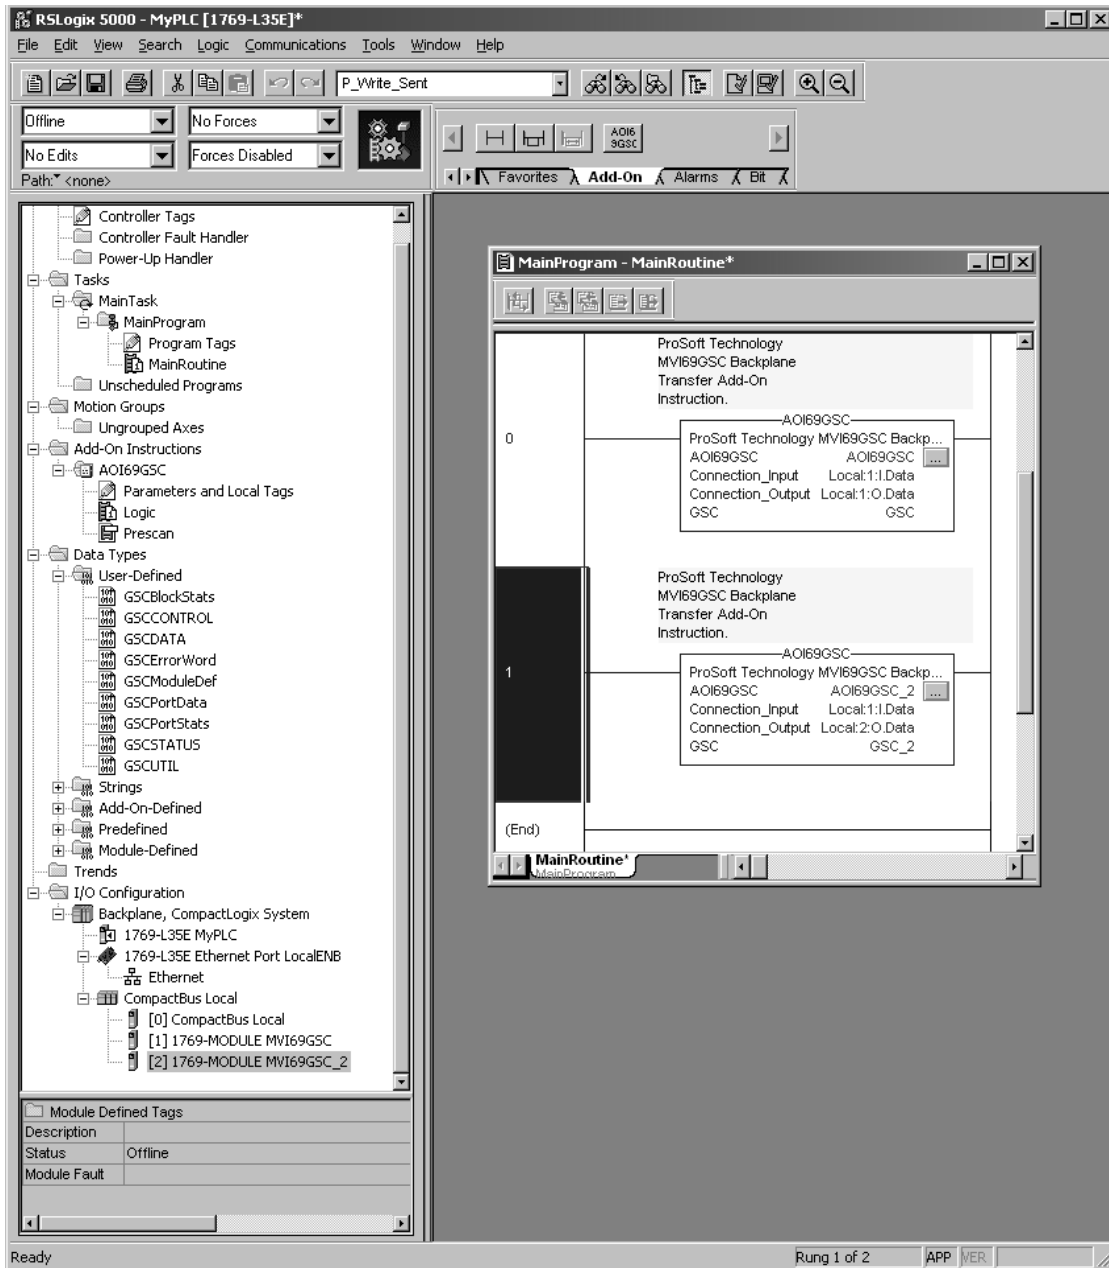 RSLogix 5000 - MyPLC [1769-L35E]*
File Edit View Search Logic Communications Tools Window Help
P_Write_Sent
Offline No Forces
No Edits Forces Disabled
Path: <none>
AOI6
9GSC
Favorites Add-On Alarms Bit
Controller Tags
Controller Fault Handler
Power-Up Handler
Tasks
MainTask
MainProgram
Program Tags
MainRoutine
Unscheduled Programs
Motion Groups
Ungrouped Axes
Add-On Instructions
AOI69GSC
Parameters and Local Tags
Logic
Prescan
Data Types
User-Defined
GSCBlockStats
GSCCONTROL
GSCDATA
GSCErrorWord
GSCModuleDef
GSCPortData
GSCPortStats
GSCSTATUS
GSCUTIL
Strings
Add-On-Defined
Predefined
Module-Defined
Trends
I/O Configuration
Backplane, CompactLogix System
1769-L35E MyPLC
1769-L35E Ethernet Port LocalENB
Ethernet
CompactBus Local
[0] CompactBus Local
[1] 1769-MODULE MVI69GSC
[2] 1769-MODULE MVI69GSC_2
Module Defined Tags
Description
Status Offline
Module Fault
MainProgram - MainRoutine*
ProSoft Technology
MVI69GSC Backplane
Transfer Add-On
Instruction.
AOI69GSC
0
ProSoft Technology MVI69GSC Backp...
AOI69GSC AOI69GSC ...
Connection_Input Local:1:I.Data
Connection_Output Local:1:O.Data
GSC GSC
ProSoft Technology
MVI69GSC Backplane
Transfer Add-On
Instruction.
AOI69GSC
1
ProSoft Technology MVI69GSC Backp...
AOI69GSC AOI69GSC_2 ...
Connection_Input Local:1:I.Data
Connection_Output Local:2:O.Data
GSC GSC_2
(End)
MainRoutine*
MainProgram
Ready
Rung 1 of 2 APP VER